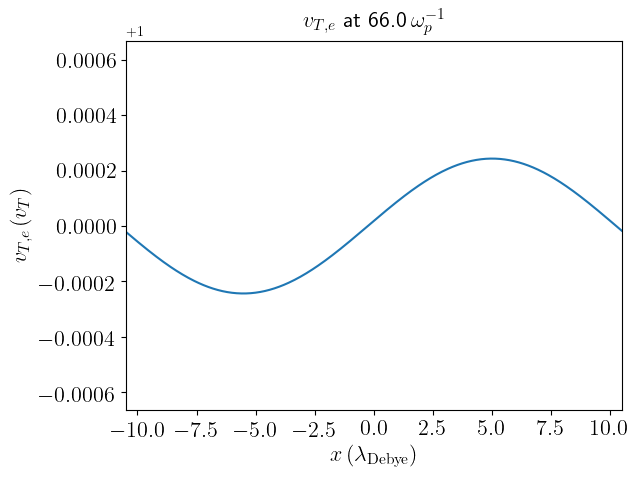 v_{T,e} at 66.0 ω_p^{-1}
+1
0.0006
0.0004
0.0002
0.0000
−0.0002
−0.0004
−0.0006
v_{T,e} (v_T)
−10.0 −7.5 −5.0 −2.5 0.0 2.5 5.0 7.5 10.0
x (λ_Debye)